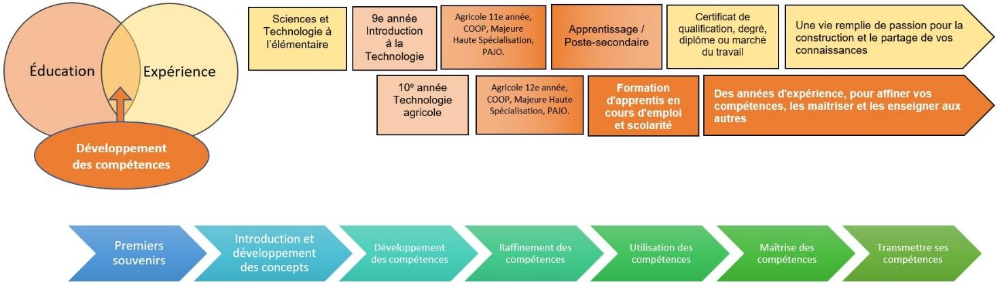 Éducation
Expérience
Développement
des compétences
Sciences et
Technologie à
l'élémentaire
9e année
Introduction
à la
Technologie
Agricole 11e année,
COOP, Majeure
Haute Spécialisation,
PAJO.
Apprentissage /
Poste-secondaire
Certificat de
qualification, degré,
diplôme ou marché
du travail
Une vie remplie de passion pour la
construction et le partage de vos
connaissances
10e année
Technologie
agricole
Agricole 12e année,
COOP, Majeure Haute
Spécialisation, PAJO.
Formation
d'apprentis en
cours d'emploi
et scolarité
Des années d'expérience, pour affiner vos
compétences, les maîtriser et les enseigner aux
autres
Premiers
souvenirs
Introduction et
développement
des concepts
Développement
des compétences
Raffinement des
compétences
Utilisation des
compétences
Maîtrise des
compétences
Transmettre ses
compétences